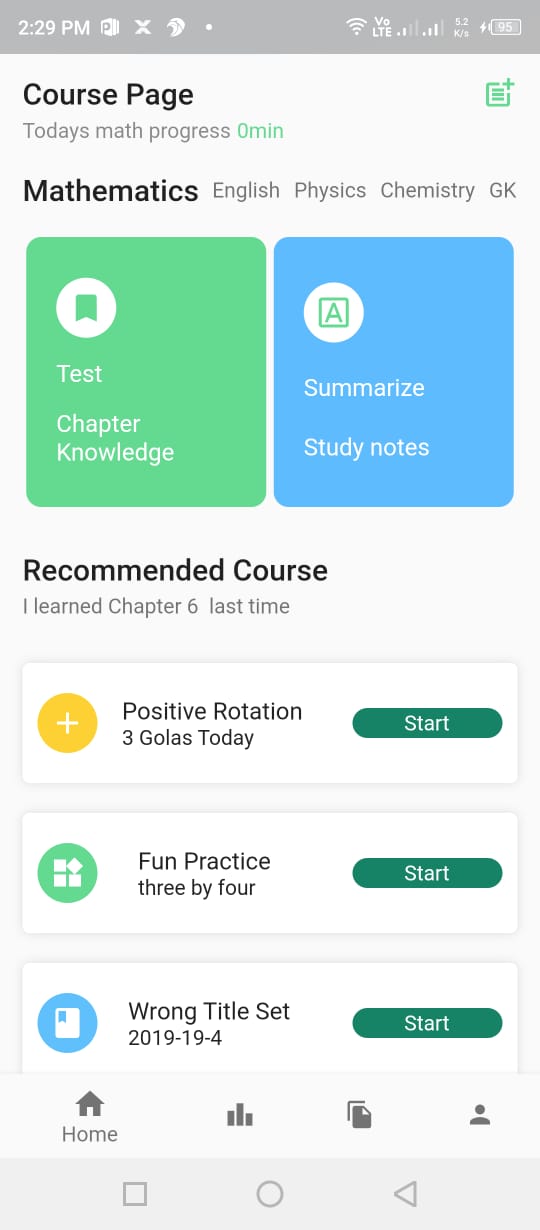 2:29 PM
Vo
LTE
5.2
K/s
95
Course Page
Todays math progress 0min
Mathematics English Physics Chemistry GK
Test
Chapter
Knowledge
A
Summarize
Study notes
Recommended Course
I learned Chapter 6 last time
Positive Rotation
3 Golas Today
Start
Fun Practice
three by four
Start
Wrong Title Set
2019-19-4
Start
Home